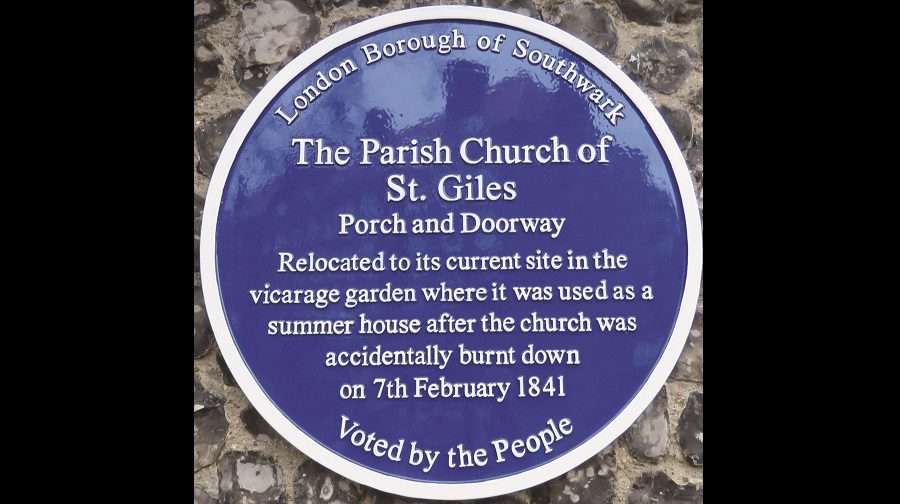 London Borough of Southwark
The Parish Church of
St. Giles
Porch and Doorway
Relocated to its current site in the
vicarage garden where it was used as a
summer house after the church was
accidentally burnt down
on 7th February 1841
Voted by the People